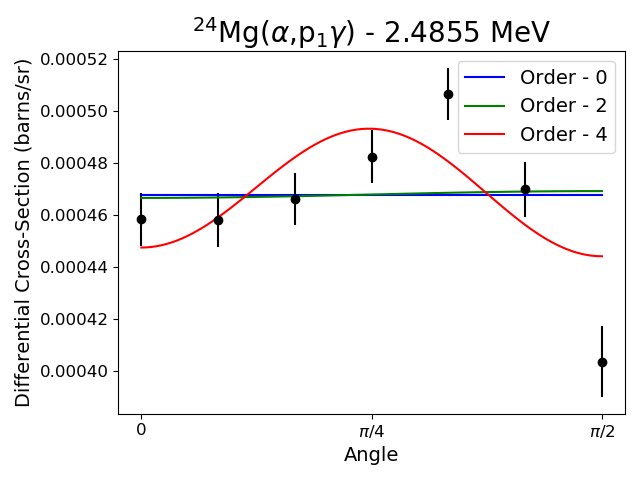 ²⁴Mg(α,p₁γ) - 2.4855 MeV
Differential Cross-Section (barns/sr)
0.00052
0.00050
0.00048
0.00046
0.00044
0.00042
0.00040
Order - 0
Order - 2
Order - 4
0
π/4
π/2
Angle